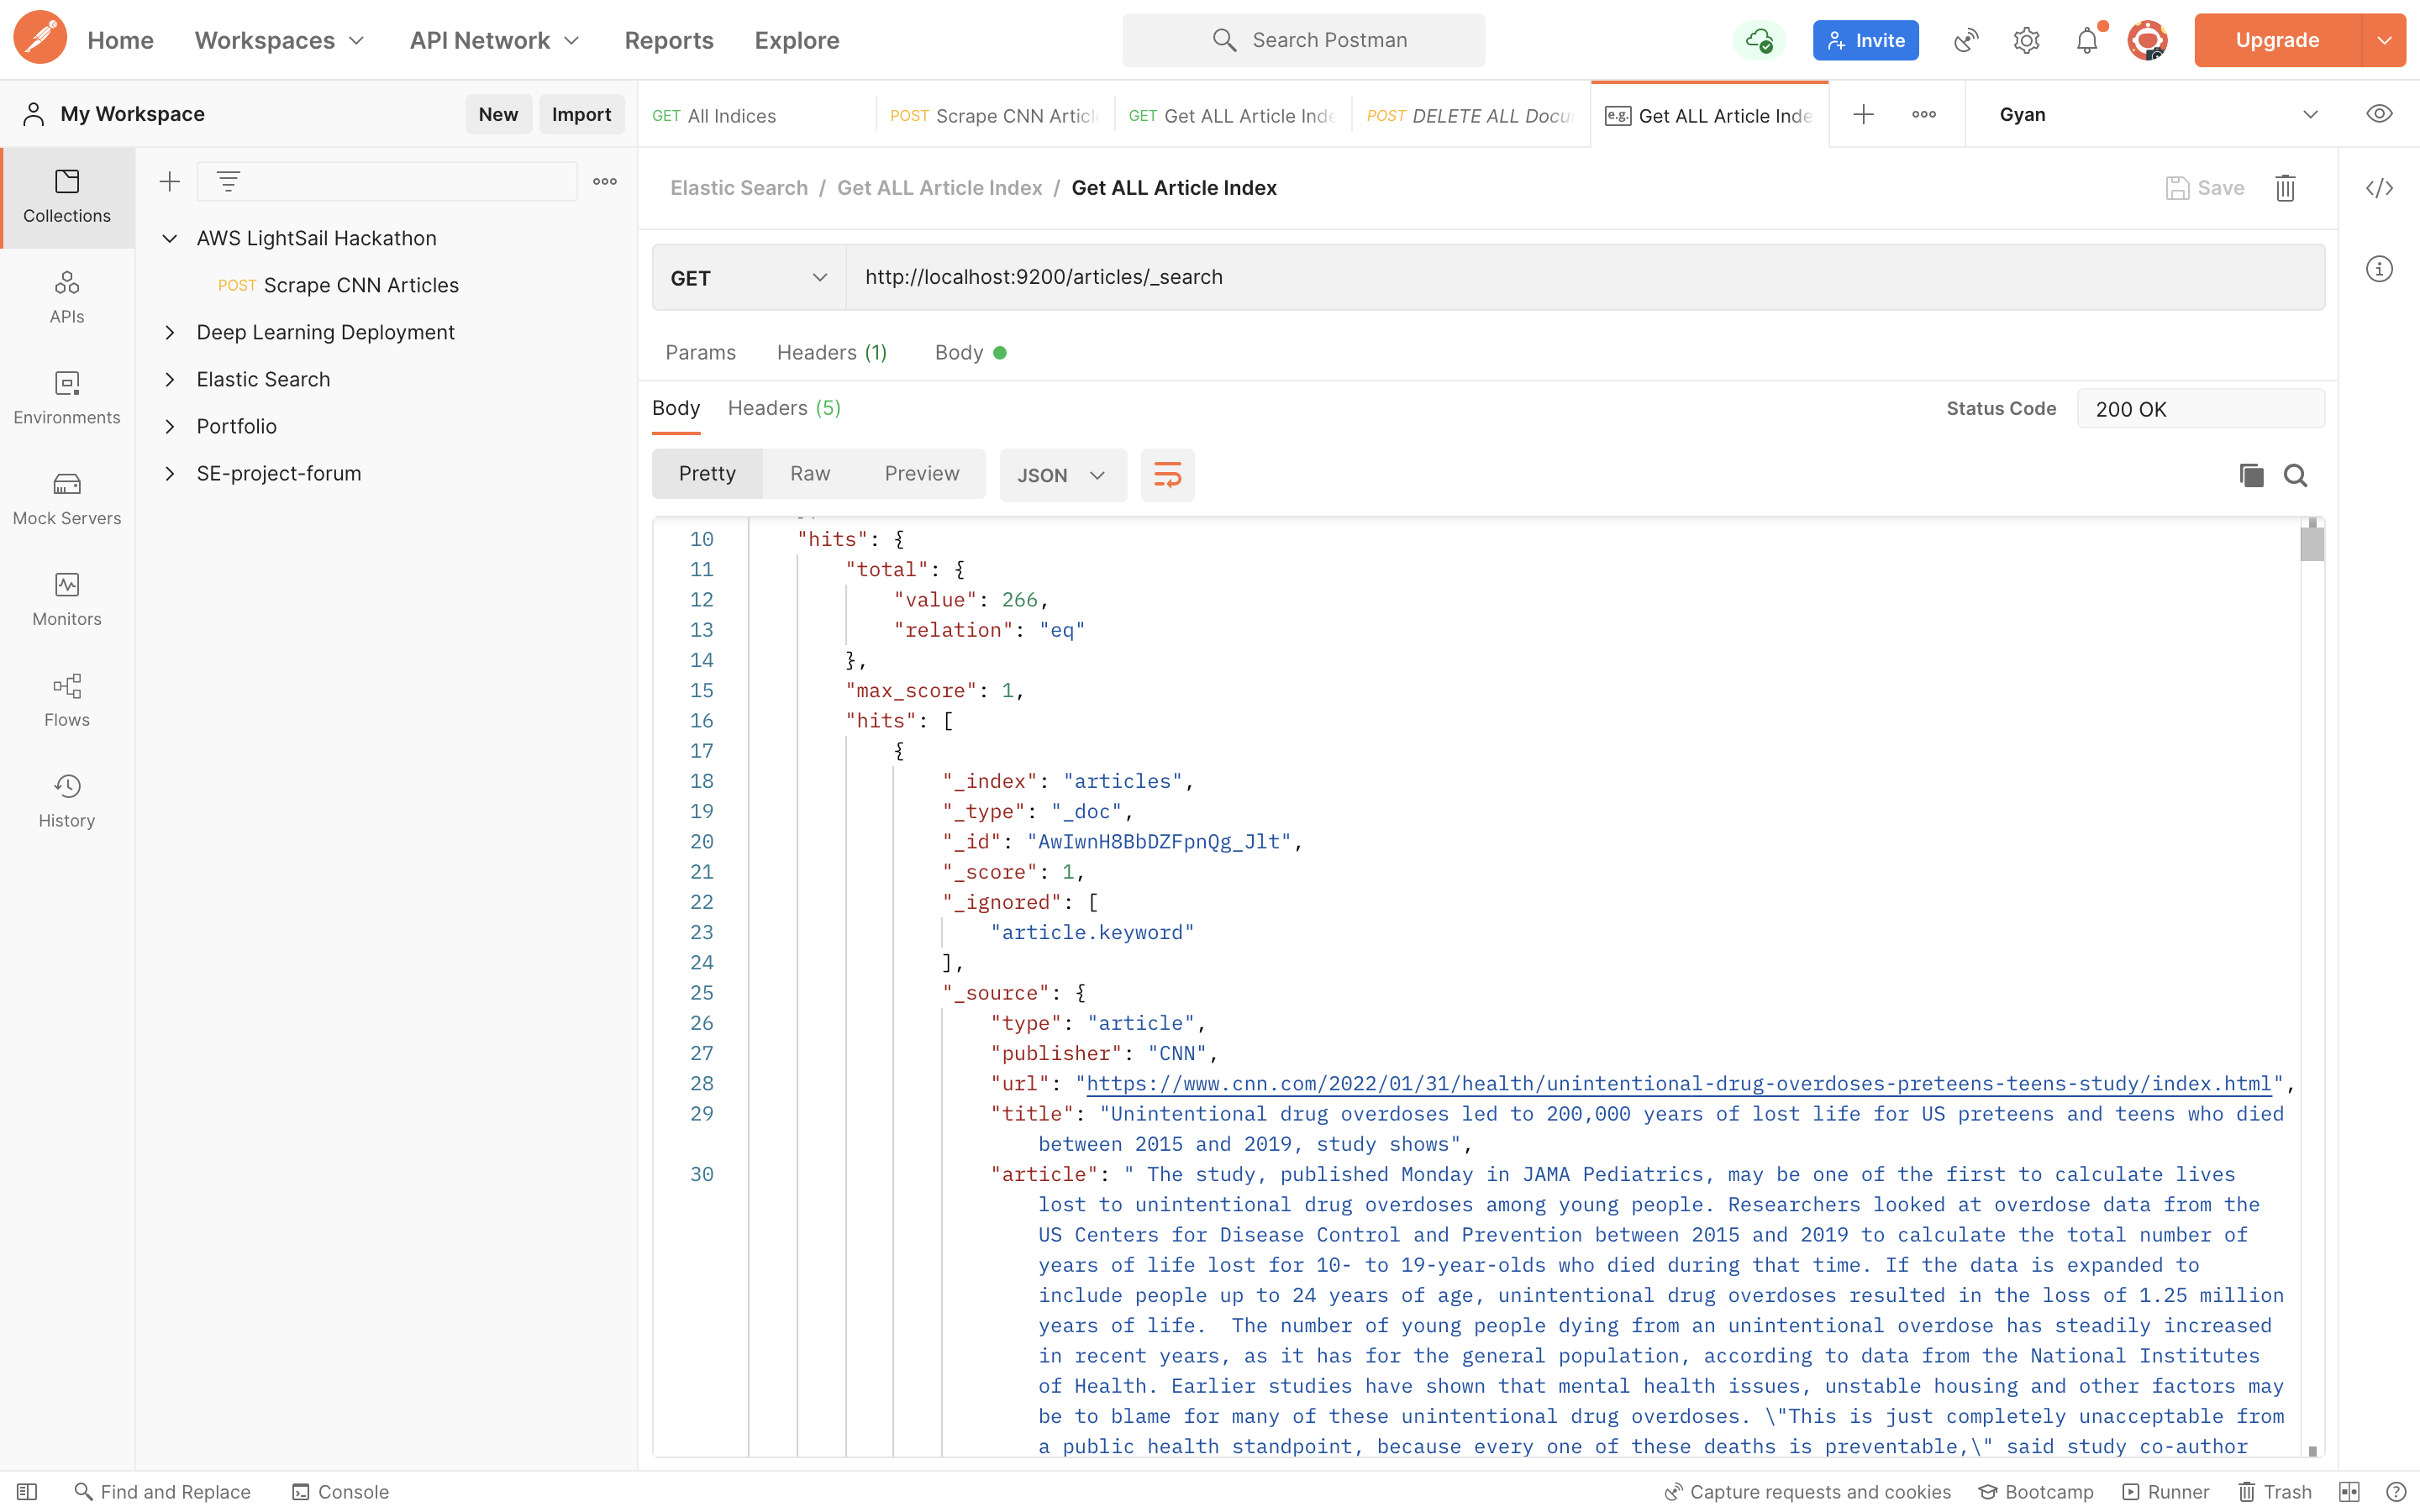 Home
Workspaces
API Network
Reports
Explore
Search Postman
Invite
Upgrade
My Workspace
New
Import
GET All Indices
POST Scrape CNN Articl
GET Get ALL Article Inde
POST DELETE ALL Docu
e.g. Get ALL Article Inde
Gyan
Collections
APIs
Environments
Mock Servers
Monitors
Flows
History
AWS LightSail Hackathon
POST Scrape CNN Articles
Deep Learning Deployment
Elastic Search
Portfolio
SE-project-forum
Elastic Search / Get ALL Article Index / Get ALL Article Index
Save
GET
http://localhost:9200/articles/_search
Params
Headers (1)
Body
Body
Headers (5)
Status Code
200 OK
Pretty
Raw
Preview
JSON
10 "hits": {
11 "total": {
12 "value": 266,
13 "relation": "eq"
14 },
15 "max_score": 1,
16 "hits": [
17 {
18 "_index": "articles",
19 "_type": "_doc",
20 "_id": "AwIwnH8BbDZFpnQg_Jlt",
21 "_score": 1,
22 "_ignored": [
23 "article.keyword"
24 ],
25 "_source": {
26 "type": "article",
27 "publisher": "CNN",
28 "url": "https://www.cnn.com/2022/01/31/health/unintentional-drug-overdoses-preteens-teens-study/index.html",
29 "title": "Unintentional drug overdoses led to 200,000 years of lost life for US preteens and teens who died
between 2015 and 2019, study shows",
30 "article": " The study, published Monday in JAMA Pediatrics, may be one of the first to calculate lives
lost to unintentional drug overdoses among young people. Researchers looked at overdose data from the
US Centers for Disease Control and Prevention between 2015 and 2019 to calculate the total number of
years of life lost for 10- to 19-year-olds who died during that time. If the data is expanded to
include people up to 24 years of age, unintentional drug overdoses resulted in the loss of 1.25 million
years of life.  The number of young people dying from an unintentional overdose has steadily increased
in recent years, as it has for the general population, according to data from the National Institutes
of Health. Earlier studies have shown that mental health issues, unstable housing and other factors may
be to blame for many of these unintentional drug overdoses. \"This is just completely unacceptable from
a public health standpoint, because every one of these deaths is preventable,\" said study co-author
Find and Replace
Console
Capture requests and cookies
Bootcamp
Runner
Trash